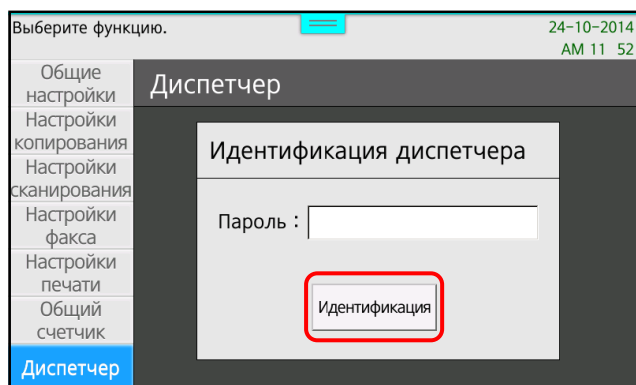 Выберите функцию.
24-10-2014
AM 11 52
Общие
настройки
Настройки
копирования
Настройки
сканирования
Настройки
факса
Настройки
печати
Общий
счетчик
Диспетчер
Диспетчер
Идентификация диспетчера
Пароль :
Идентификация